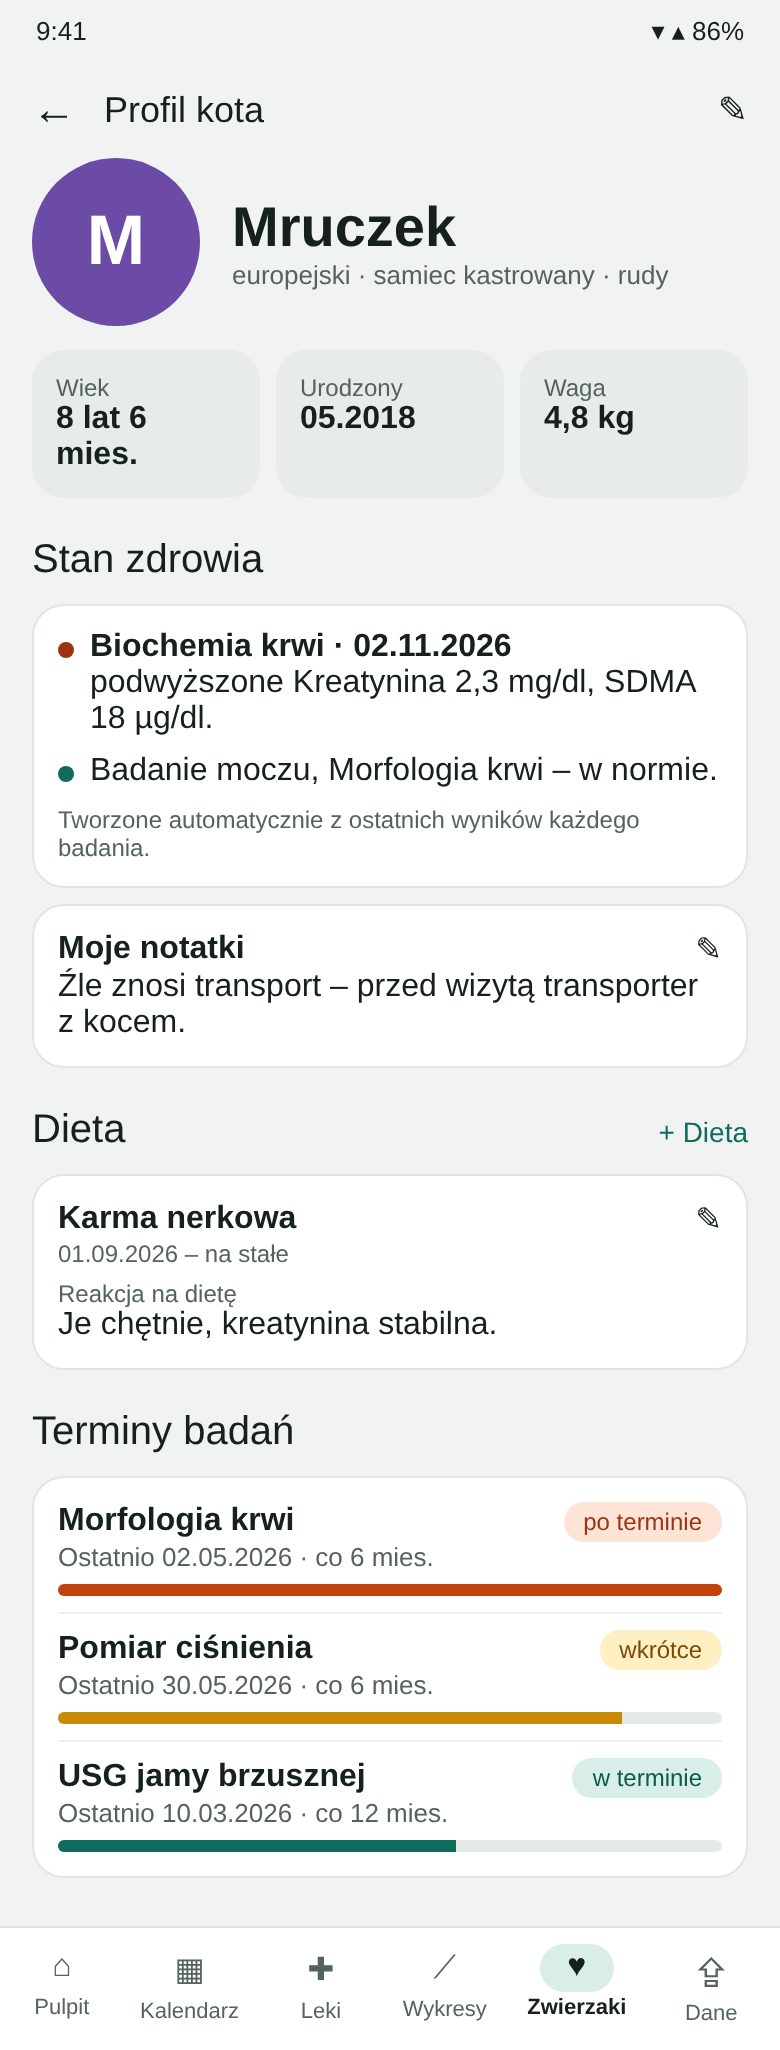 9:41
▾ ▴ 86%
← Profil kota ✎
M
Mruczek
europejski · samiec kastrowany · rudy
Wiek
8 lat 6
mies.
Urodzony
05.2018
Waga
4,8 kg
Stan zdrowia
Biochemia krwi · 02.11.2026
podwyższone Kreatynina 2,3 mg/dl, SDMA
18 µg/dl.
Badanie moczu, Morfologia krwi – w normie.
Tworzone automatycznie z ostatnich wyników każdego
badania.
Moje notatki ✎
Źle znosi transport – przed wizytą transporter
z kocem.
Dieta
+ Dieta
Karma nerkowa ✎
01.09.2026 – na stałe
Reakcja na dietę
Je chętnie, kreatynina stabilna.
Terminy badań
Morfologia krwi
po terminie
Ostatnio 02.05.2026 · co 6 mies.
Pomiar ciśnienia
wkrótce
Ostatnio 30.05.2026 · co 6 mies.
USG jamy brzusznej
w terminie
Ostatnio 10.03.2026 · co 12 mies.
Pulpit
Kalendarz
Leki
Wykresy
Zwierzaki
Dane